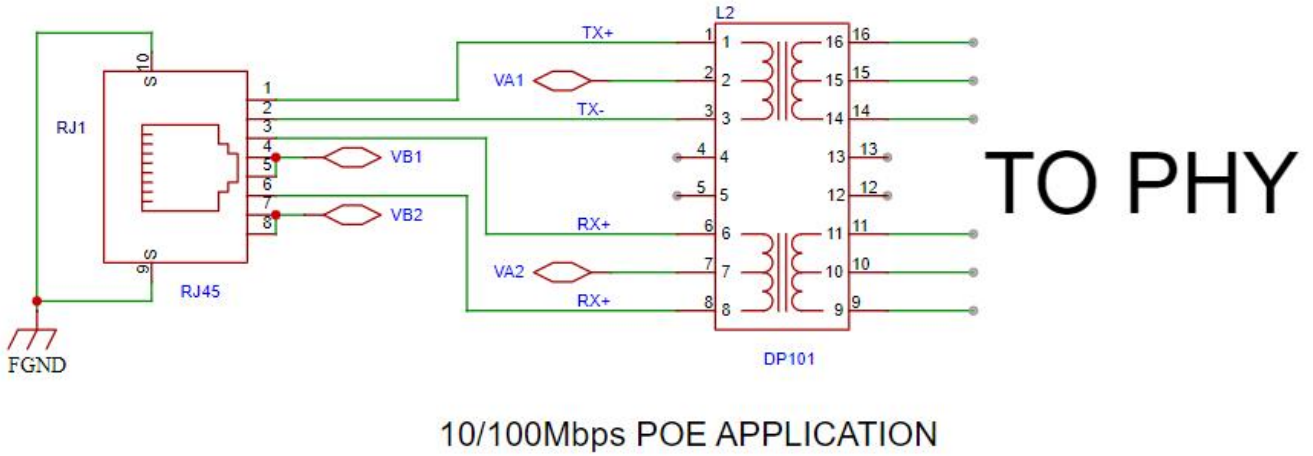 L2
TX+
1
1
16
16
10
S
VA1
2
2
15
15
1
TX-
3
3
14
14
2
RJ1
3
4
VB1
4
4
13
13
5
TO PHY
6
5
5
12
12
7
VB2
8
RX+
6
6
11
11
S
9
VA2
7
7
10
10
RJ45
RX+
8
8
9
9
FGND
DP101
10/100Mbps POE APPLICATION